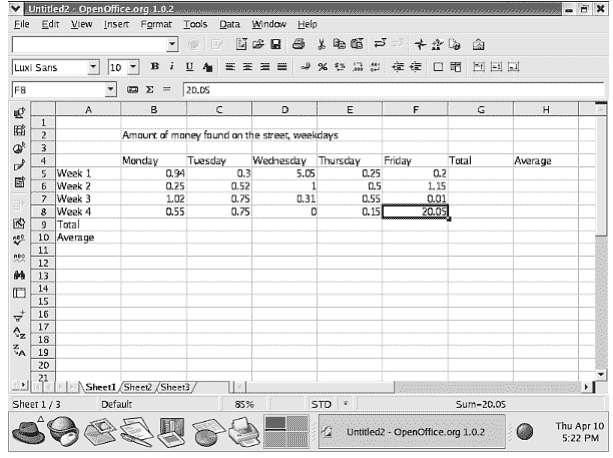 Untitled2 - OpenOffice.org 1.0.2
File Edit View Insert Format Tools Data Window Help
Luxi Sans 10 B i U A
F8 Σ = 20.05
A B C D E F G H
1
2 Amount of money found on the street, weekdays
3
4 Monday Tuesday Wednesday Thursday Friday Total Average
5 Week 1 0.94 0.3 5.05 0.25 0.2
6 Week 2 0.25 0.52 1 0.5 1.15
7 Week 3 1.02 0.75 0.31 0.55 0.01
8 Week 4 0.55 0.75 0 0.15 20.05
9 Total
10 Average
11
12
13
14
15
16
17
18
19
20
21
Sheet1 Sheet2 Sheet3
Sheet 1 / 3 Default 85% STD * Sum=20.05
Untitled2 - OpenOffice.org 1.0.2 Thu Apr 10
5:22 PM